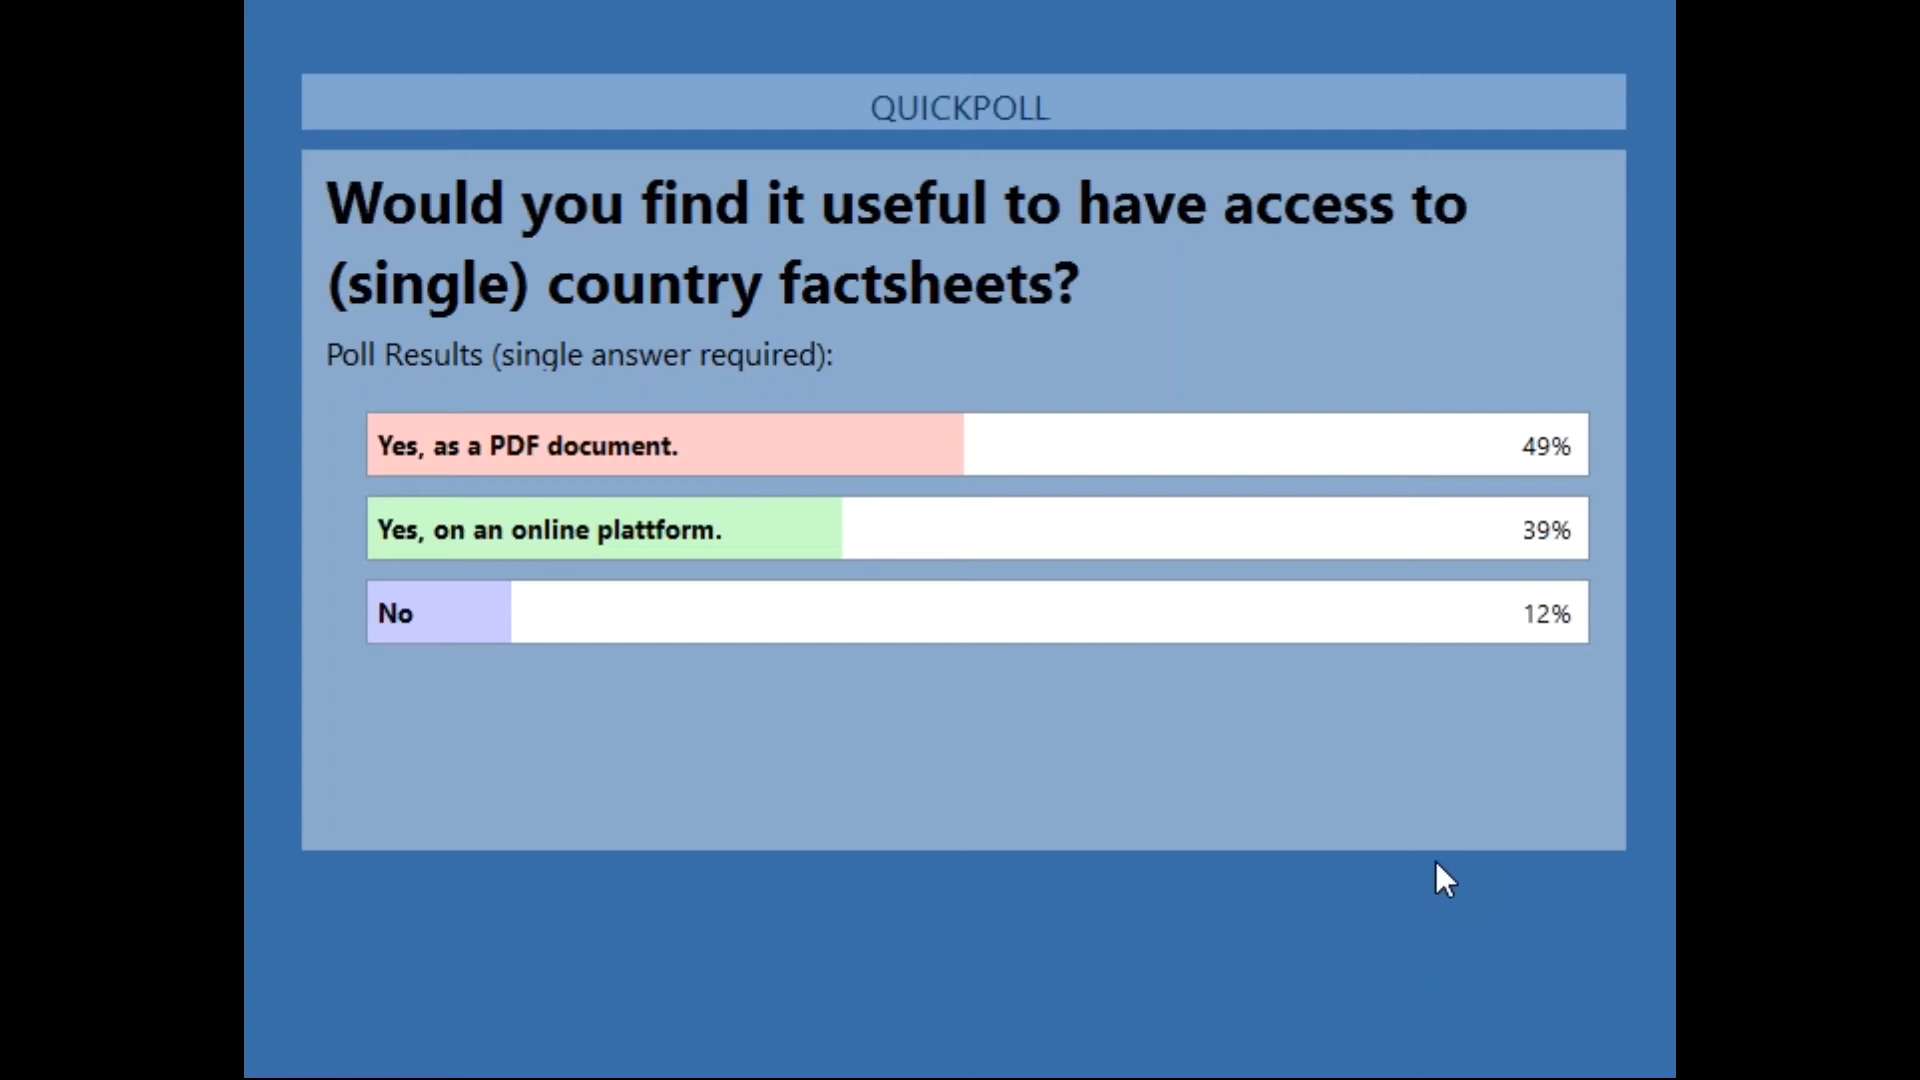 QUICKPOLL
Would you find it useful to have access to
(single) country factsheets?
Poll Results (single answer required):
Yes, as a PDF document. 49%
Yes, on an online plattform. 39%
No 12%